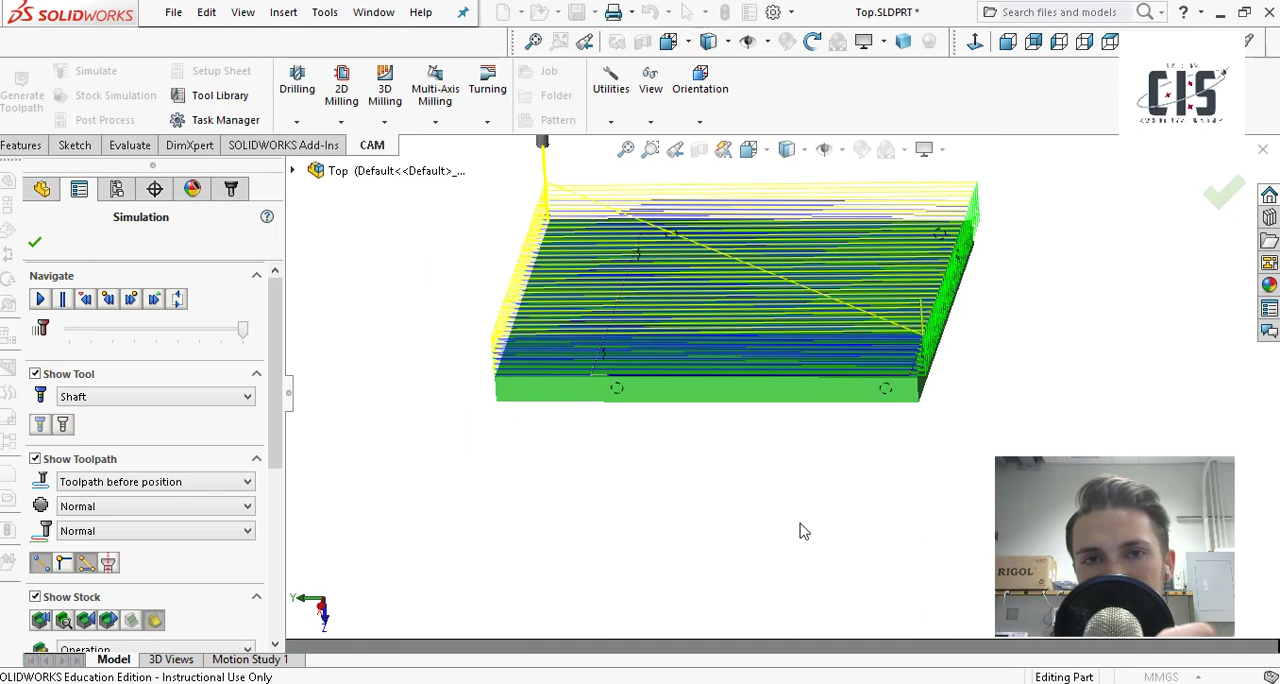 SOLIDWORKS
File
Edit
View
Insert
Tools
Window
Help
Top.SLDPRT *
Search files and models
?
Generate
Toolpath
Simulate
Stock Simulation
Post Process
Setup Sheet
Tool Library
Task Manager
Drilling
2D
Milling
3D
Milling
Multi-Axis
Milling
Turning
Job
Folder
Pattern
Utilities
View
Orientation
CIS
Features
Sketch
Evaluate
DimXpert
SOLIDWORKS Add-Ins
CAM
Top (Default<<Default>_...
Simulation
?
Navigate
Show Tool
Shaft
Show Toolpath
Toolpath before position
Normal
Normal
Show Stock
Operation
Y
Z
RIGOL
Model
3D Views
Motion Study 1
SOLIDWORKS Education Edition - Instructional Use Only
Editing Part
MMGS